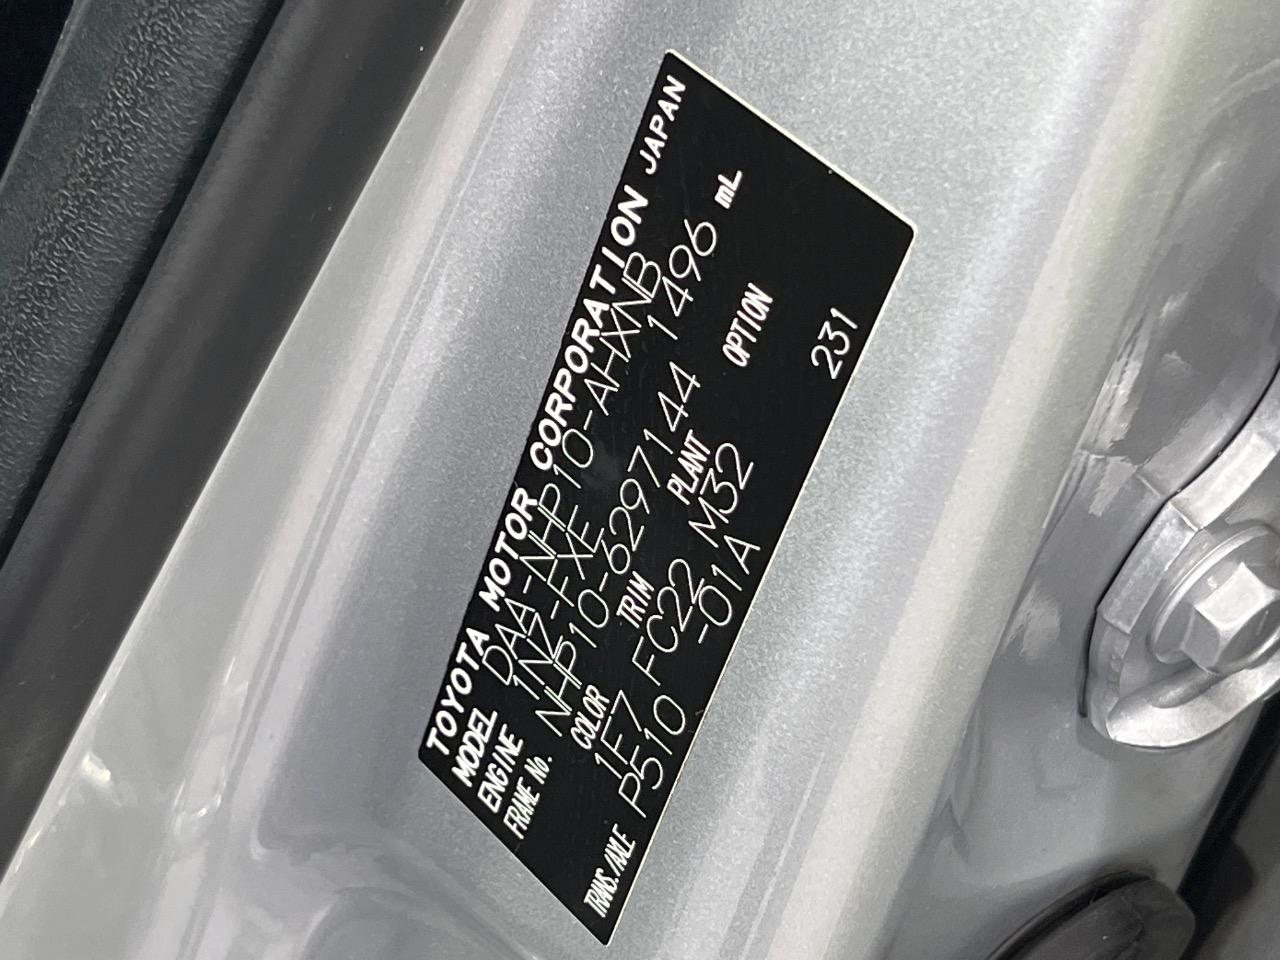 TOYOTA MOTOR CORPORATION JAPAN
MODEL DAA-NHP10-AHXNB
ENGINE 1NZ-FXE 1496 mL
FRAME No. NHP10-6297144
COLOR TRIM PLANT OPTION
1F7 FC22 M32 231
TRANS./AXLE P510 -01A